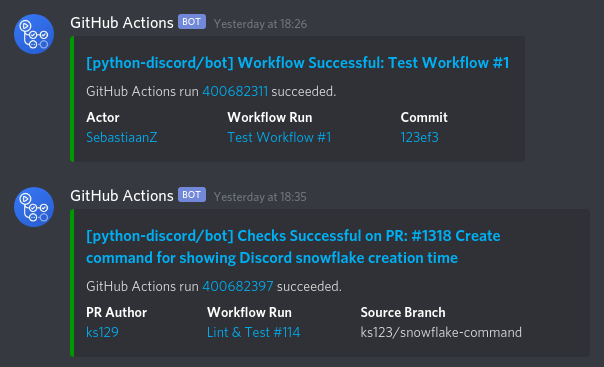 GitHub Actions BOT Yesterday at 18:26
[python-discord/bot] Workflow Successful: Test Workflow #1
GitHub Actions run 400682311 succeeded.
Actor Workflow Run Commit
SebastiaanZ Test Workflow #1 123ef3
GitHub Actions BOT Yesterday at 18:35
[python-discord/bot] Checks Successful on PR: #1318 Create
command for showing Discord snowflake creation time
GitHub Actions run 400682397 succeeded.
PR Author Workflow Run Source Branch
ks129 Lint & Test #114 ks123/snowflake-command